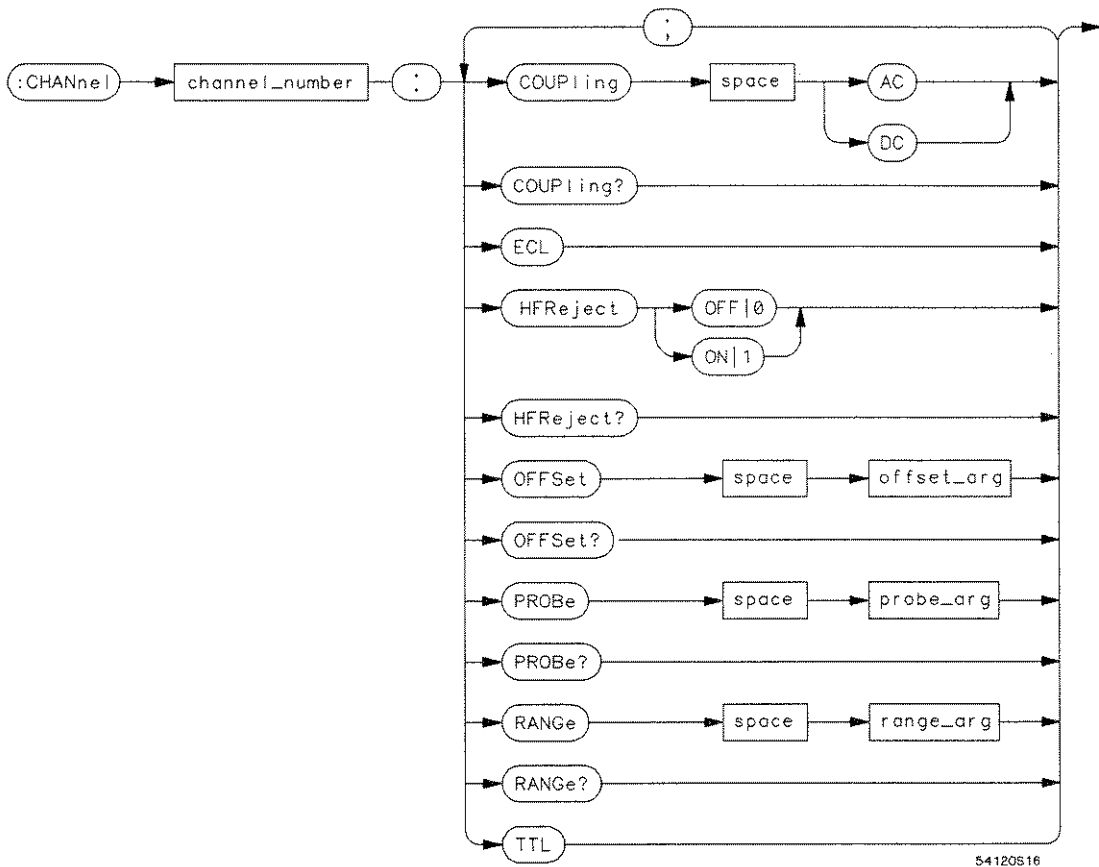 ;
:CHANnel channel_number : COUPling space AC
DC
COUPling?
ECL
HFReject OFF|0
ON|1
HFReject?
OFFSet space offset_arg
OFFSet?
PROBe space probe_arg
PROBe?
RANGe space range_arg
RANGe?
TTL
54120S16